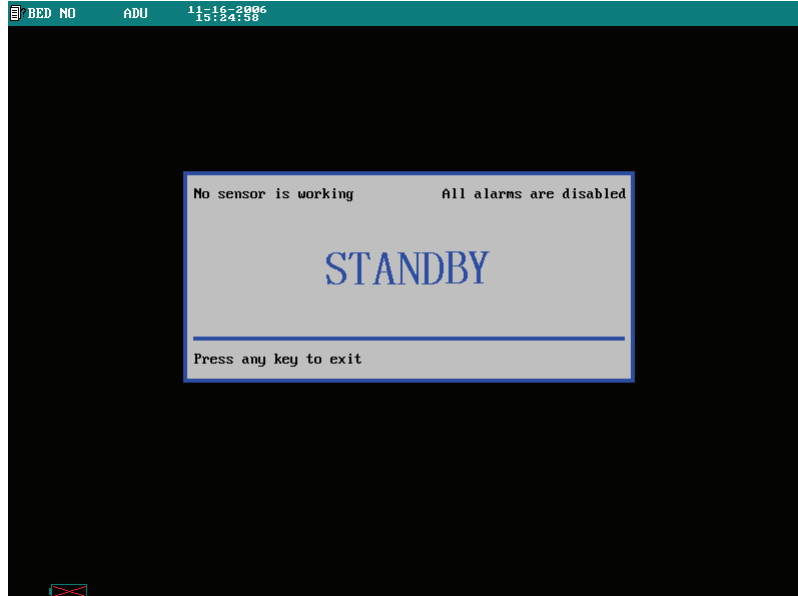 BED NO ADU 11-16-2006
15:24:58
No sensor is working All alarms are disabled
STANDBY
Press any key to exit